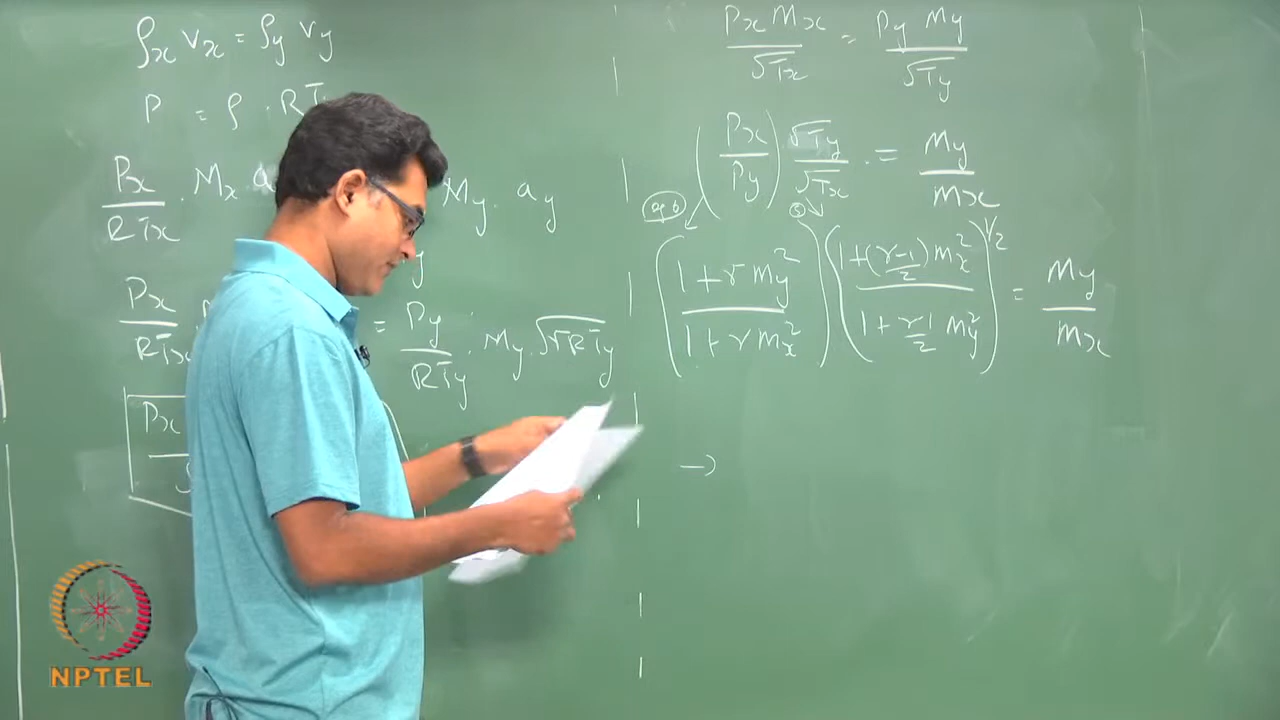 ρx Vx = ρy Vy
P = ρ · RT
Px/RTx · Mx a My · ay
y
Px/RTx = Py/RTy · My √γRTy
Px
Px Mx/√Tx = Py My/√Ty
(Px/Py) √Ty/√Tx = My/mx
((1 + γ my²)/(1 + γ mx²)) ((1 + (γ-1)/2 mx²)/(1 + γ-1/2 my²))^1/2 = My/mx
→
NPTEL